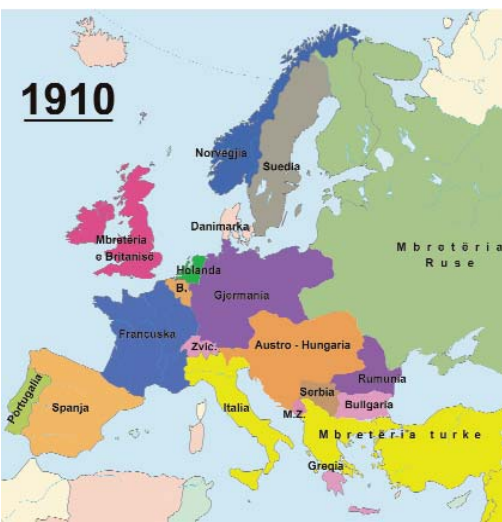 1910
Norvegjia
Suedia
Danimarka
Mbretëria
e Britanisë
Mbretëria
Ruse
Holanda
B.
Gjermania
Francuska
Zvic.
Austro - Hungaria
Rumunia
Serbia
Bullgaria
M.Z.
Portugalia
Spanja
Italia
Mbretëria turke
Greqia